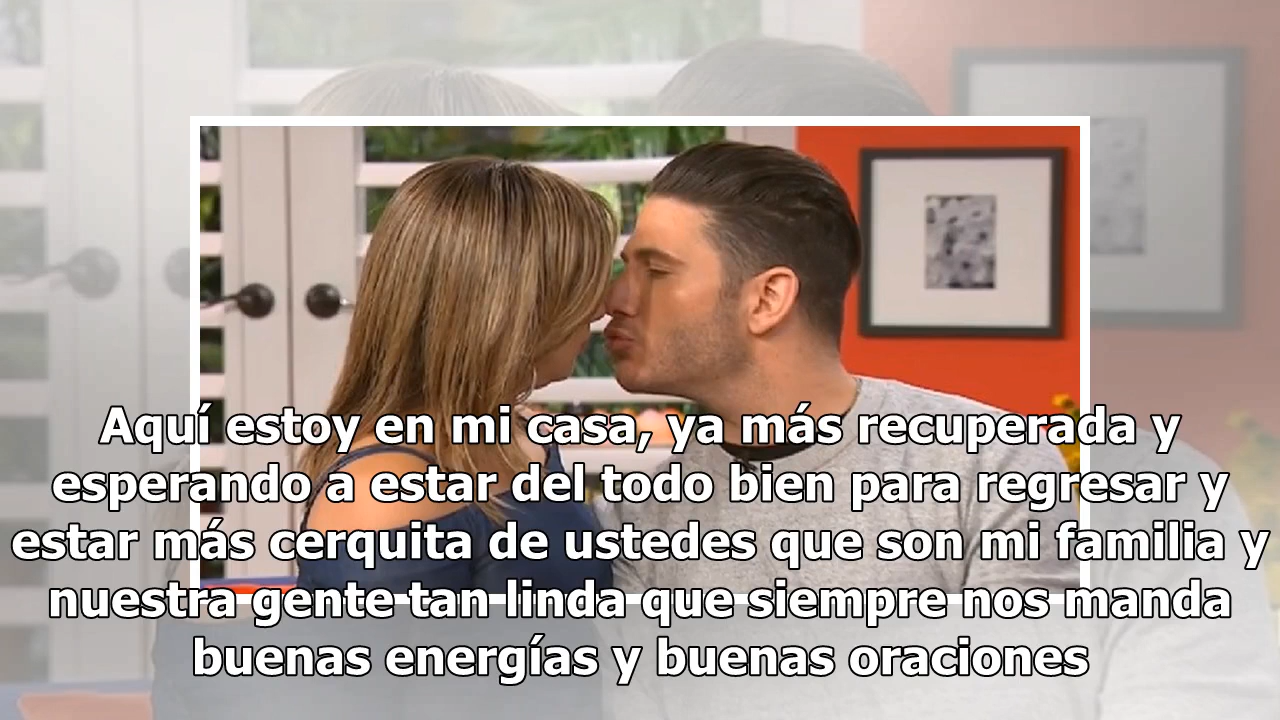 Aquí estoy en mi casa, ya más recuperada y
esperando a estar del todo bien para regresar y
estar más cerquita de ustedes que son mi familia y
nuestra gente tan linda que siempre nos manda
buenas energías y buenas oraciones